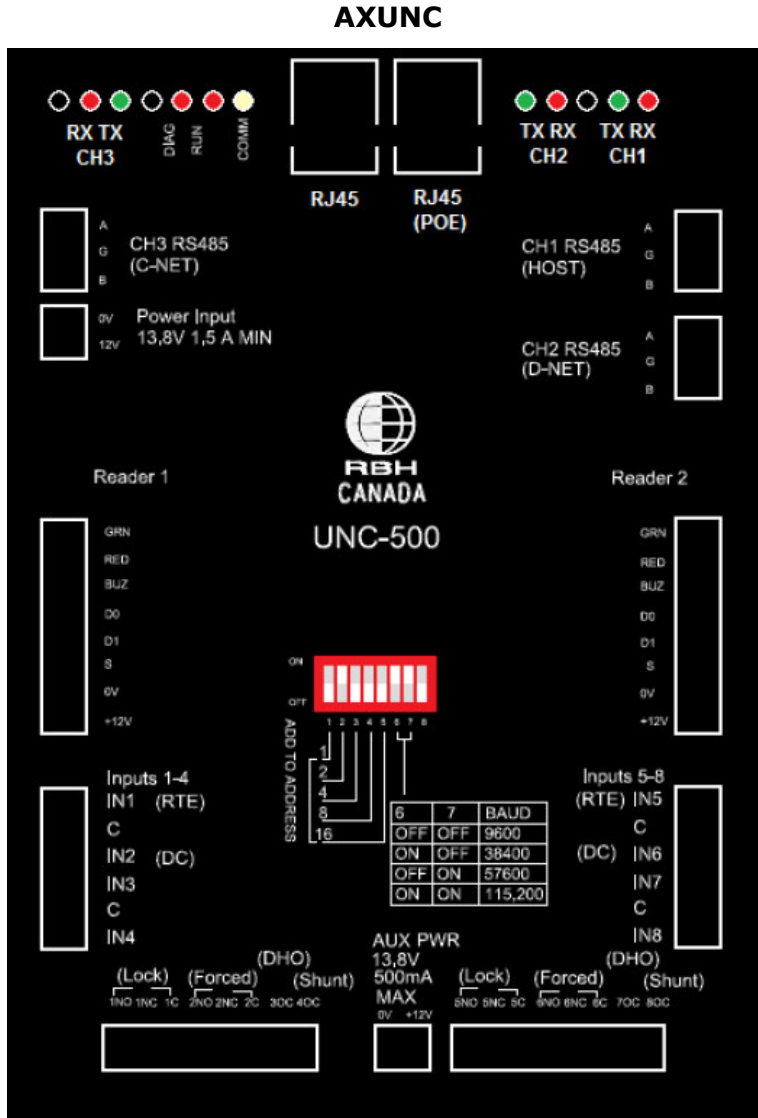 AXUNC
RX TX
CH3
DIAG
RUN
COMM
TX RX
CH2
TX RX
CH1
RJ45
RJ45
(POE)
A
G
B
CH3 RS485
(C-NET)
CH1 RS485
(HOST)
A
G
B
0V
12V
Power Input
13,8V 1,5 A MIN
CH2 RS485
(D-NET)
A
G
B
RBH
CANADA
UNC-500
Reader 1
GRN
RED
BUZ
D0
D1
S
0V
+12V
Reader 2
GRN
RED
BUZ
D0
D1
S
0V
+12V
ON
OFF
1 2 3 4 5 6 7 8
ADD TO ADDRESS
1
2
4
8
16
6 7 BAUD
OFF OFF 9600
ON OFF 38400
OFF ON 57600
ON ON 115,200
Inputs 1-4
IN1 (RTE)
C
IN2 (DC)
IN3
C
IN4
Inputs 5-8
(RTE) IN5
C
(DC) IN6
IN7
C
IN8
(DHO)
(Lock) (Forced) (Shunt)
1NO 1NC 1C 2NO 2NC 2C 3OC 4OC
AUX PWR
13,8V
500mA
MAX
0V +12V
(DHO)
(Lock) (Forced) (Shunt)
5NO 5NC 5C 6NO 6NC 6C 7OC 8OC